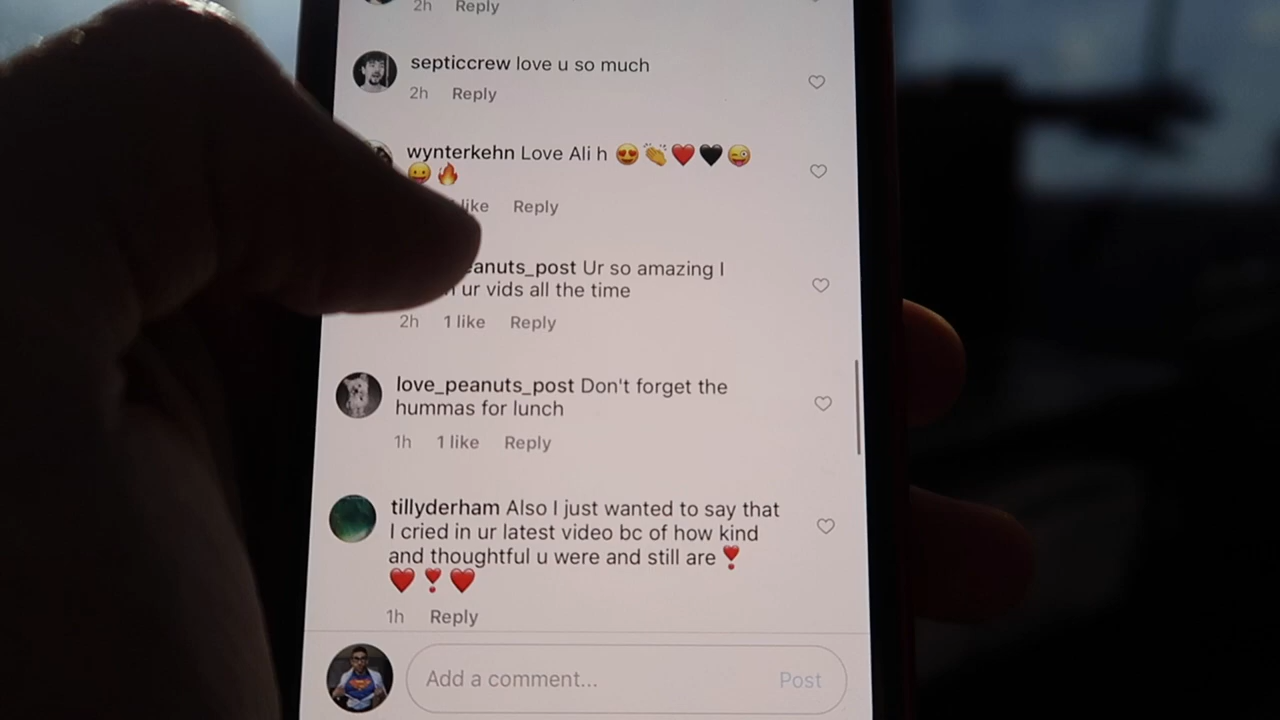 2h Reply
septiccrew love u so much
2h Reply
wynterkehn Love Ali h 😍👏❤️🖤😜
😛🔥
like Reply
eanuts_post Ur so amazing I
ur vids all the time
2h 1 like Reply
love_peanuts_post Don't forget the
hummas for lunch
1h 1 like Reply
tillyderham Also I just wanted to say that
I cried in ur latest video bc of how kind
and thoughtful u were and still are❣️
❤️❣️❤️
1h Reply
Add a comment... Post